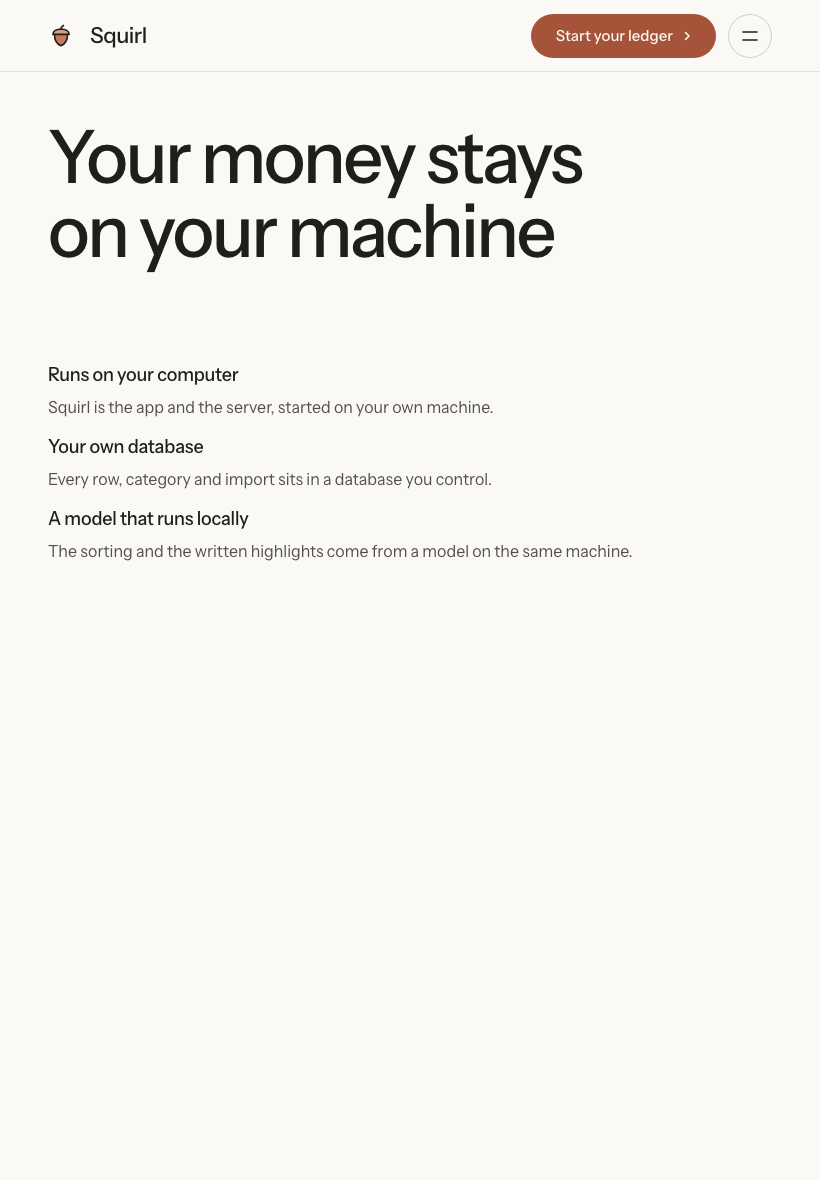 Squirl
Start your ledger
Your money stays
on your machine
Runs on your computer
Squirl is the app and the server, started on your own machine.
Your own database
Every row, category and import sits in a database you control.
A model that runs locally
The sorting and the written highlights come from a model on the same machine.